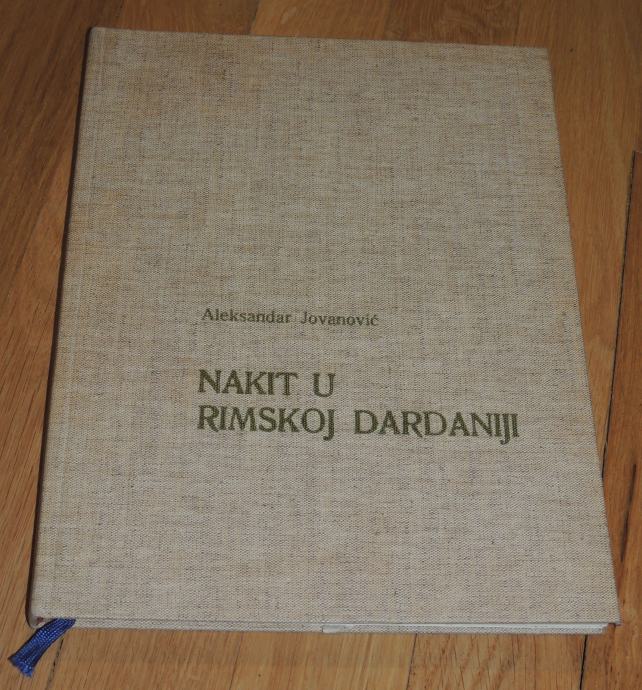 Aleksandar Jovanović
NAKIT U
RIMSKOJ DARDANIJI